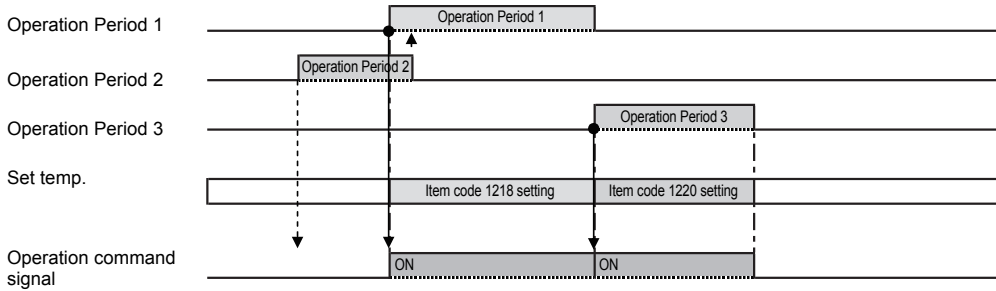 Operation Period 1
Operation Period 1
Operation Period 2
Operation Period 2
Operation Period 3
Operation Period 3
Set temp.
Item code 1218 setting
Item code 1220 setting
Operation command
signal
ON
ON